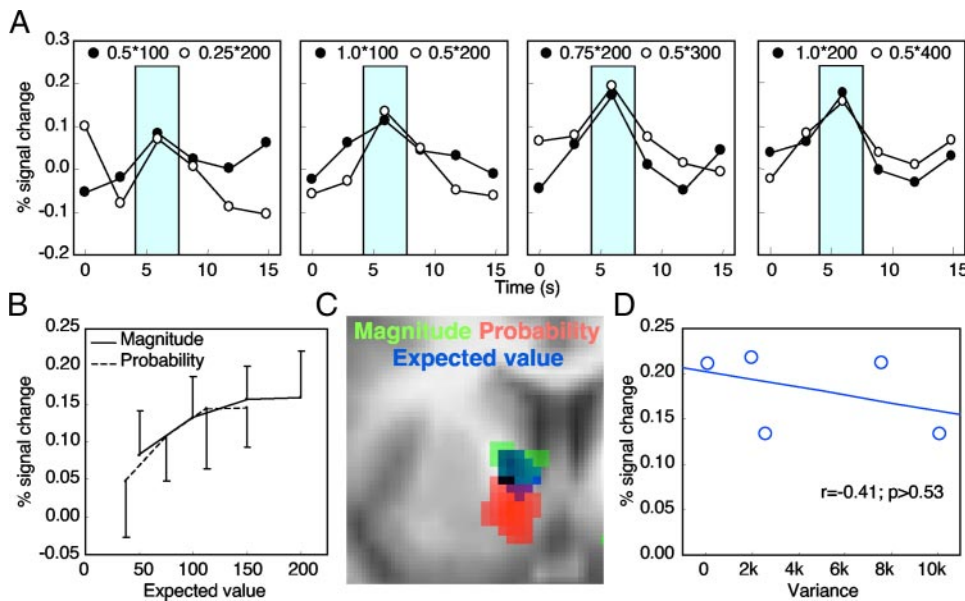 A
0.5*100 0.25*200
1.0*100 0.5*200
0.75*200 0.5*300
1.0*200 0.5*400
% signal change
0.3
0.2
0.1
0.0
-0.1
-0.2
0 5 10 15
0 5 10 15
0 5 10 15
0 5 10 15
Time (s)
B
Magnitude
Probability
% signal change
0.25
0.20
0.15
0.10
0.05
0.00
-0.05
0 50 100 150 200
Expected value
C
Magnitude Probability
Expected value
D
% signal change
0.25
0.20
0.15
0.10
0.05
0.00
r=-0.41; p>0.53
0 2k 4k 6k 8k 10k
Variance